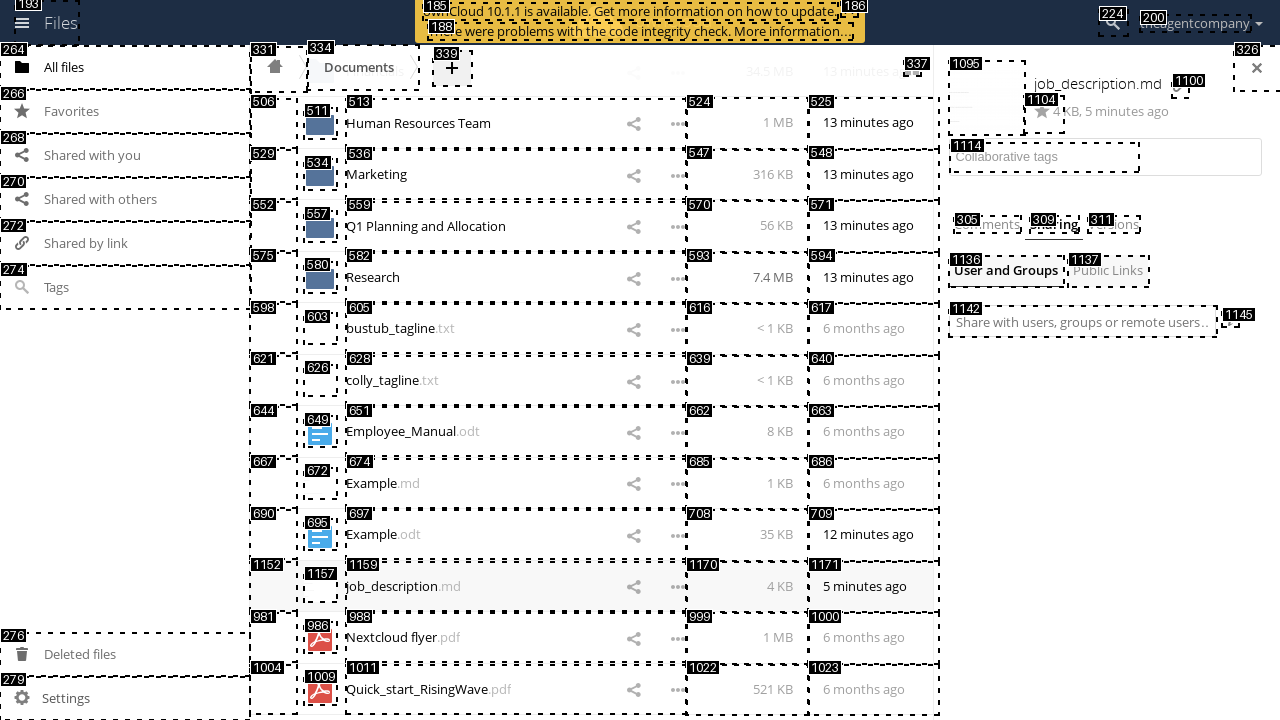 193
Files
185
Cloud 10.1.1 is available. Get more information on how to update.
186
188
e were problems with the code integrity check. More information...
224
200
agentcompany
264
All files
266
Favorites
268
Shared with you
270
Shared with others
272
Shared by link
274
Tags
276
Deleted files
279
Settings
331
334
Documents
339
+
337
34.5 MB
13 minutes
326
506
511
513
Human Resources Team
524
1 MB
525
13 minutes ago
529
534
536
Marketing
547
316 KB
548
13 minutes ago
552
557
559
Q1 Planning and Allocation
570
56 KB
571
13 minutes ago
575
580
582
Research
593
7.4 MB
594
13 minutes ago
598
603
605
bustub_tagline.txt
616
< 1 KB
617
6 months ago
621
626
628
colly_tagline.txt
639
< 1 KB
640
6 months ago
644
649
651
Employee_Manual.odt
662
8 KB
663
6 months ago
667
672
674
Example.md
685
1 KB
686
6 months ago
690
695
697
Example.odt
708
35 KB
709
12 minutes ago
1152
1157
1159
job_description.md
1170
4 KB
1171
5 minutes ago
981
986
988
Nextcloud flyer.pdf
999
1 MB
1000
6 months ago
1004
1009
1011
Quick_start_RisingWave.pdf
1022
521 KB
1023
6 months ago
1095
job_description.md
1100
1104
4 KB, 5 minutes ago
1114
Collaborative tags
305
309
311
1136
User and Groups
1137
Public Links
1142
Share with users, groups or remote users...
1145